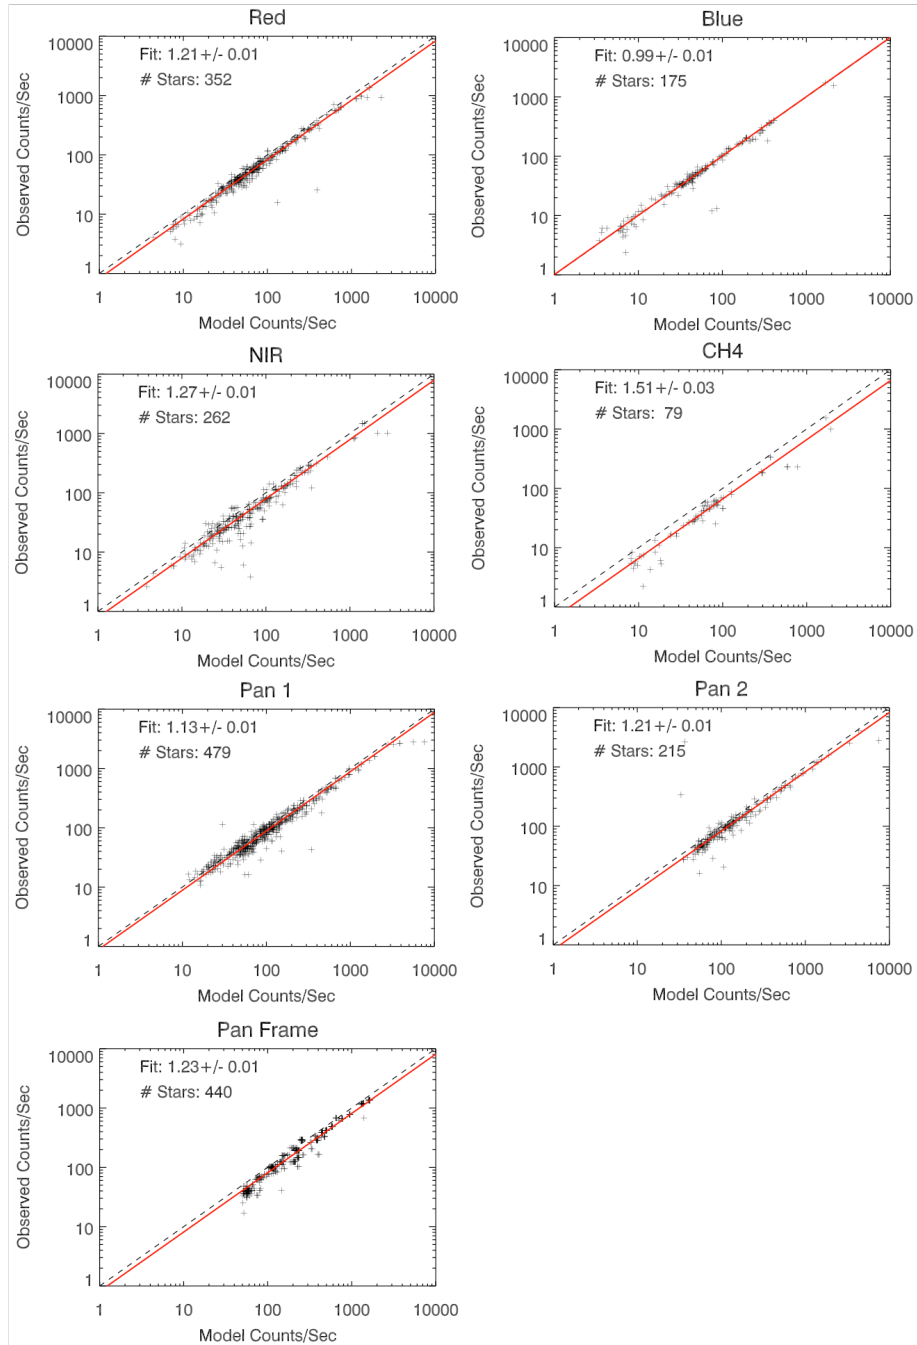 Red
Fit: 1.21+/- 0.01
# Stars: 352
Observed Counts/Sec
10000
1000
100
10
1
1 10 100 1000 10000
Model Counts/Sec
Blue
Fit: 0.99+/- 0.01
# Stars: 175
Observed Counts/Sec
10000
1000
100
10
1
1 10 100 1000 10000
Model Counts/Sec
NIR
Fit: 1.27+/- 0.01
# Stars: 262
Observed Counts/Sec
10000
1000
100
10
1
1 10 100 1000 10000
Model Counts/Sec
CH4
Fit: 1.51+/- 0.03
# Stars: 79
Observed Counts/Sec
10000
1000
100
10
1
1 10 100 1000 10000
Model Counts/Sec
Pan 1
Fit: 1.13+/- 0.01
# Stars: 479
Observed Counts/Sec
10000
1000
100
10
1
1 10 100 1000 10000
Model Counts/Sec
Pan 2
Fit: 1.21+/- 0.01
# Stars: 215
Observed Counts/Sec
10000
1000
100
10
1
1 10 100 1000 10000
Model Counts/Sec
Pan Frame
Fit: 1.23+/- 0.01
# Stars: 440
Observed Counts/Sec
10000
1000
100
10
1
1 10 100 1000 10000
Model Counts/Sec